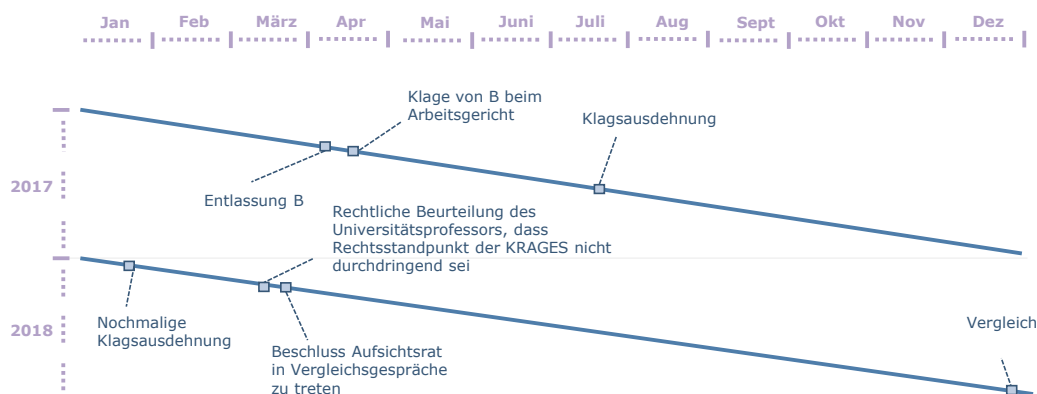 Jan Feb März Apr Mai Juni Juli Aug Sept Okt Nov Dez
Klage von B beim
Arbeitsgericht
Klagsausdehnung
2017
Entlassung B
Rechtliche Beurteilung des
Universitätsprofessors, dass
Rechtsstandpunkt der KRAGES nicht
durchdringend sei
2018
Nochmalige
Klagsausdehnung
Beschluss Aufsichtsrat
in Vergleichsgespräche
zu treten
Vergleich